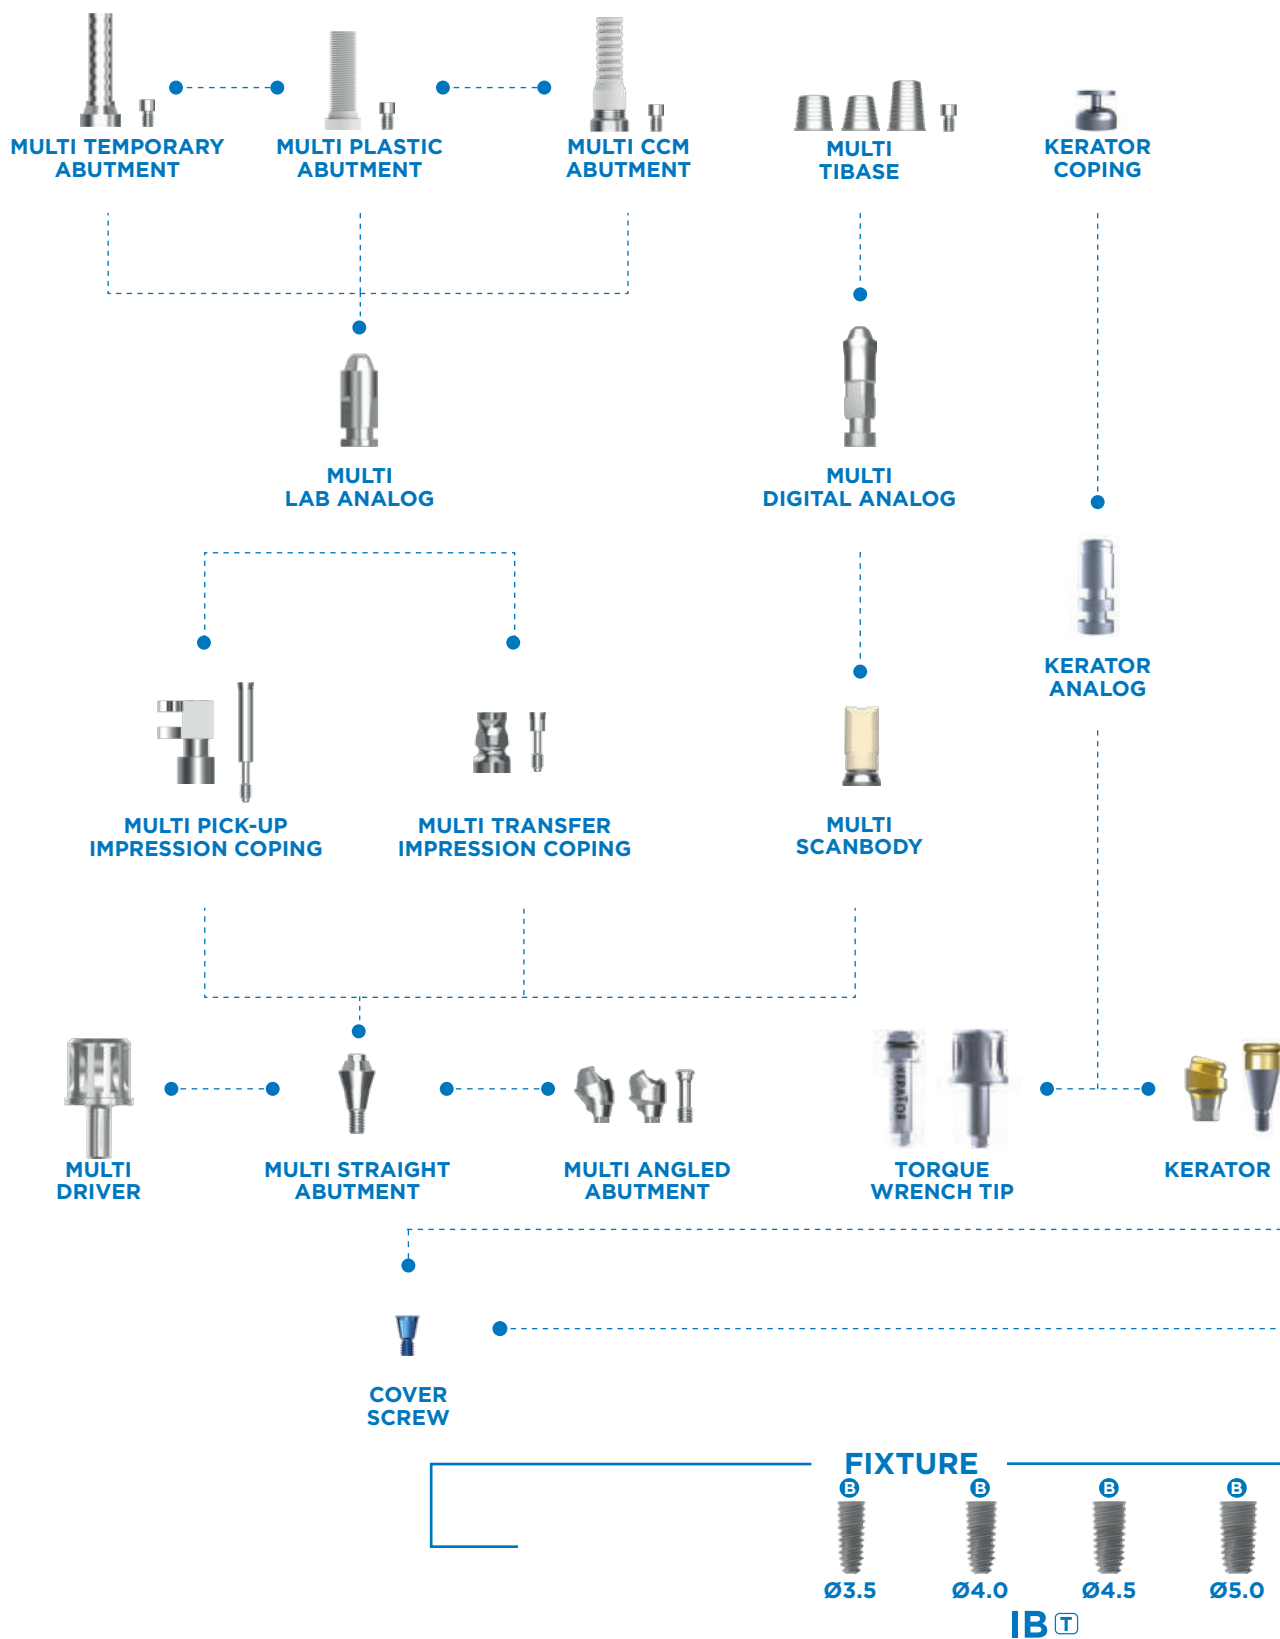 MULTI TEMPORARY
ABUTMENT
MULTI PLASTIC
ABUTMENT
MULTI CCM
ABUTMENT
MULTI
TIBASE
KERATOR
COPING
MULTI
LAB ANALOG
MULTI
DIGITAL ANALOG
KERATOR
ANALOG
MULTI PICK-UP
IMPRESSION COPING
MULTI TRANSFER
IMPRESSION COPING
MULTI
SCANBODY
KERATOR
MULTI
DRIVER
MULTI STRAIGHT
ABUTMENT
MULTI ANGLED
ABUTMENT
TORQUE
WRENCH TIP
KERATOR
COVER
SCREW
FIXTURE
B B B B
Ø3.5 Ø4.0 Ø4.5 Ø5.0
IB T